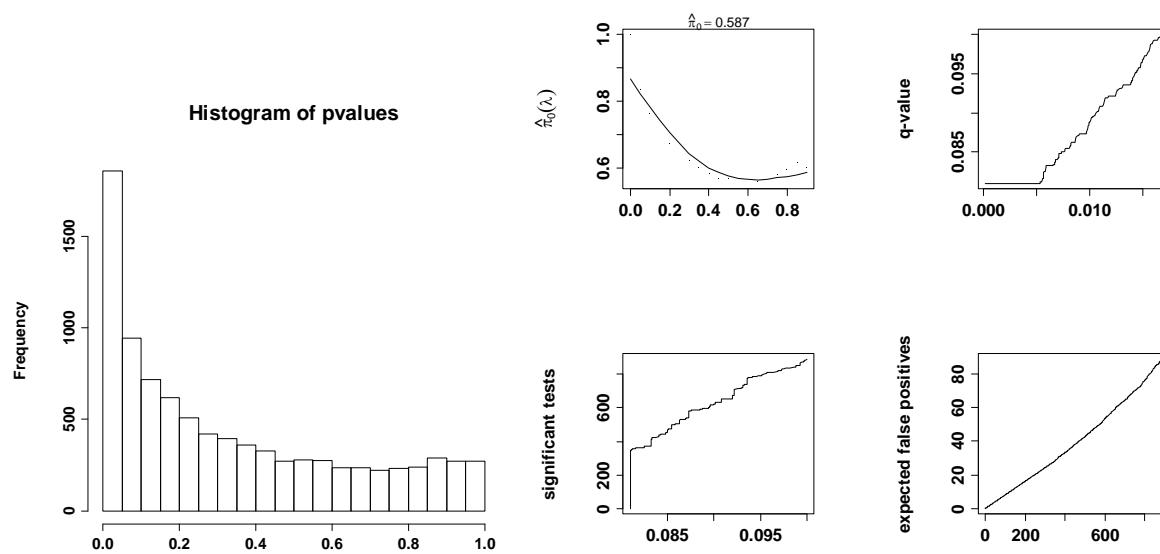 Histogram of pvalues
Frequency
0
500
1000
1500
0.0 0.2 0.4 0.6 0.8 1.0
π̂₀ = 0.587
π̂₀(λ)
0.6
0.8
1.0
0.0 0.2 0.4 0.6 0.8
q-value
0.085
0.095
0.000 0.010
significant tests
0
200
600
0.085 0.095
expected false positives
0
20
40
60
80
0 200 600